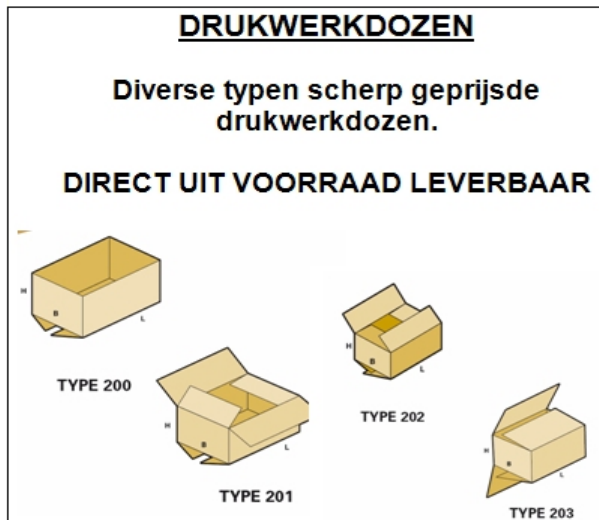 DRUKWERKDOZEN
Diverse typen scherp geprijsde
drukwerkdozen.
DIRECT UIT VOORRAAD LEVERBAAR
H
B
L
TYPE 200
H
B
L
TYPE 201
H
B
L
TYPE 202
H
B
L
TYPE 203